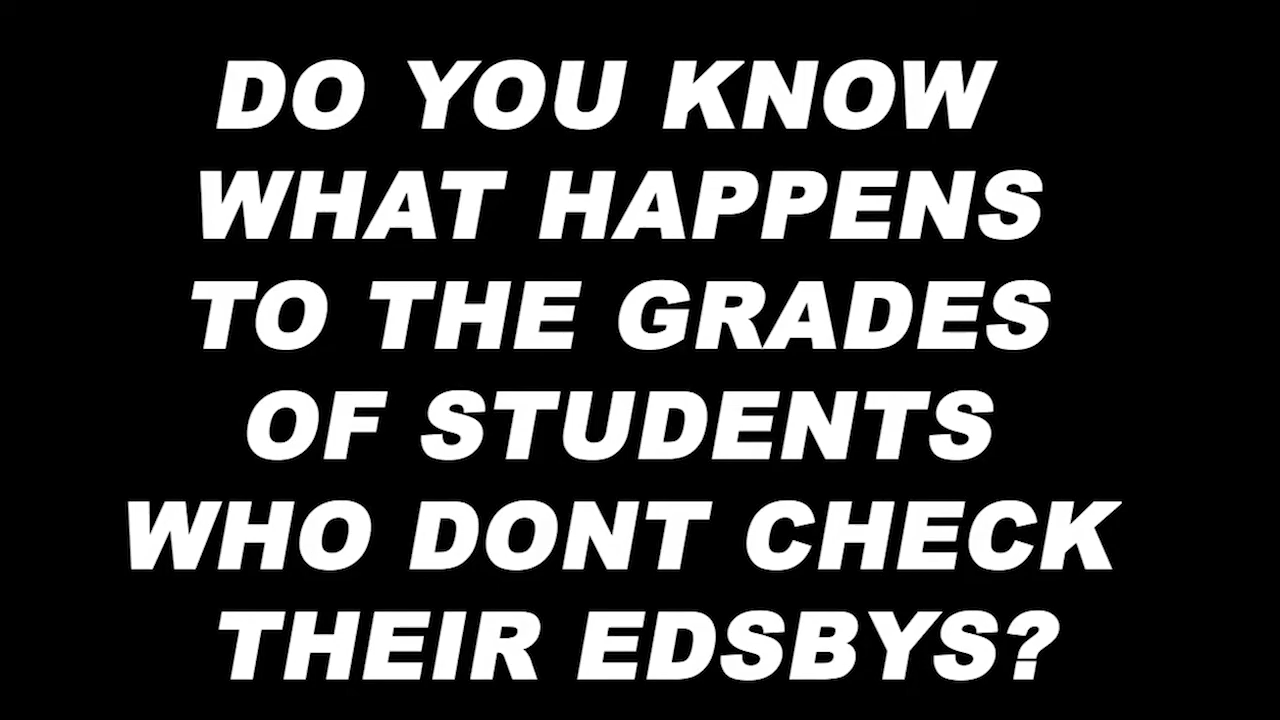 DO YOU KNOW
WHAT HAPPENS
TO THE GRADES
OF STUDENTS
WHO DONT CHECK
THEIR EDSBYS?